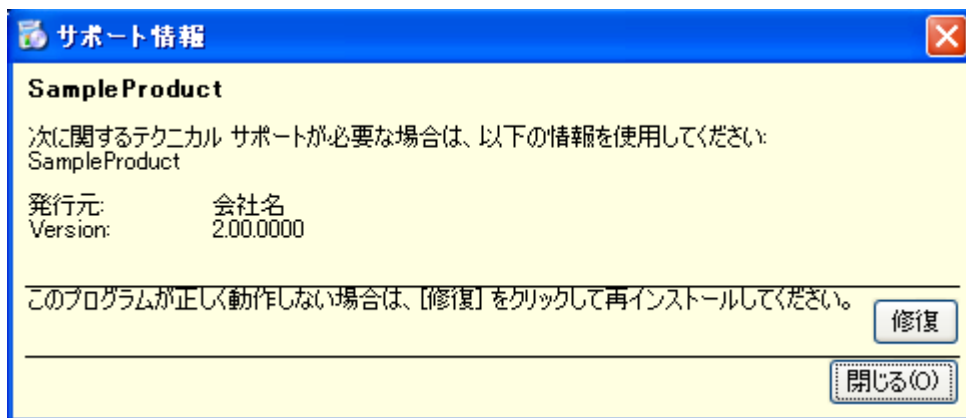 サポート情報
SampleProduct
次に関するテクニカル サポートが必要な場合は、以下の情報を使用してください:
SampleProduct
発行元: 会社名
Version: 2.00.0000
このプログラムが正しく動作しない場合は、[修復] をクリックして再インストールしてください。
修復
閉じる(O)